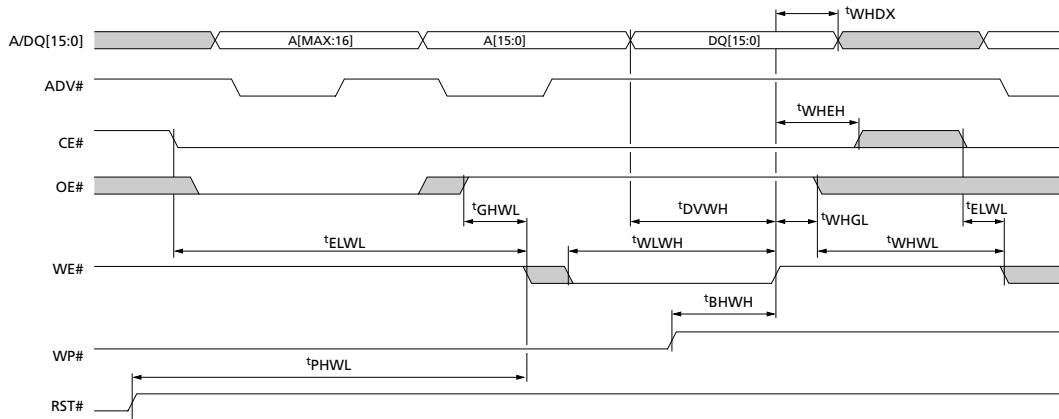 tWHDX
A/DQ[15:0] A[MAX:16] A[15:0] DQ[15:0]
ADV#
tWHEH
CE#
OE#
tGHWL tDVWH tWHGL tELWL
tELWL tWLWH tWHWL
WE#
tBHWH
WP#
tPHWL
RST#